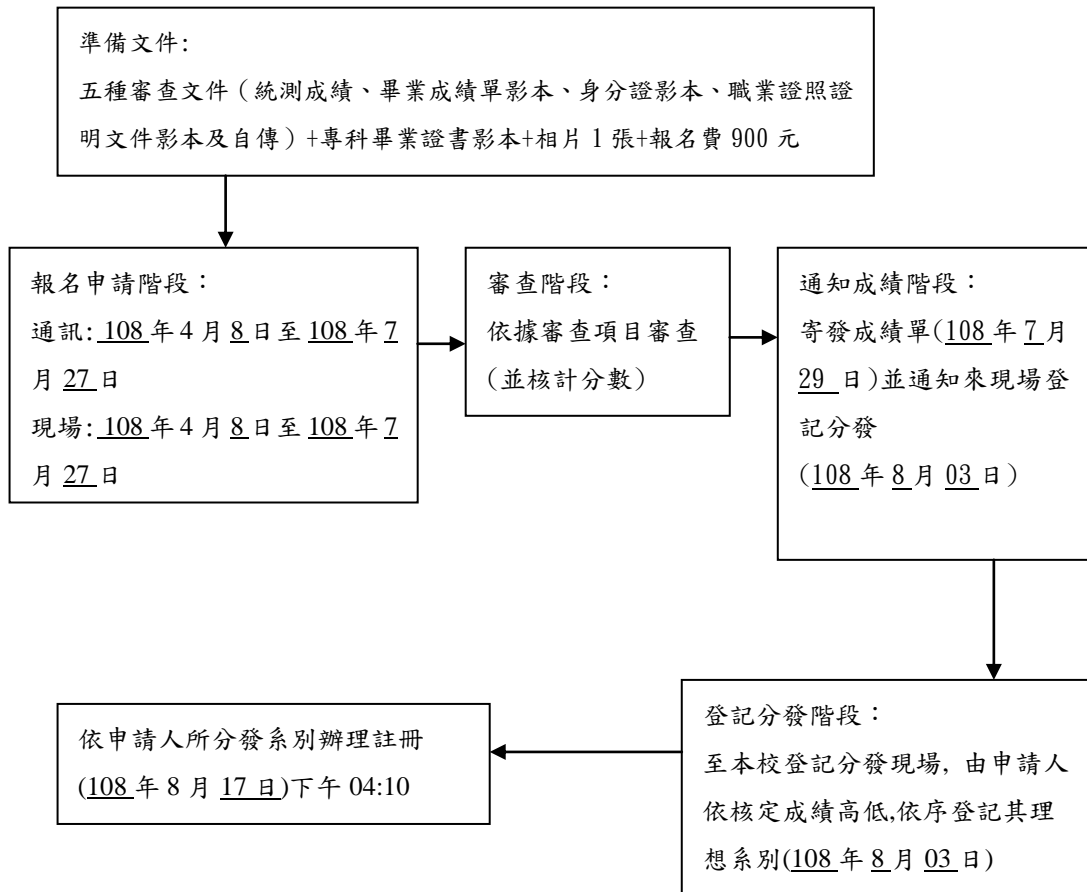 準備文件:
五種審查文件（統測成績、畢業成績單影本、身分證影本、職業證照證
明文件影本及自傳）+專科畢業證書影本+相片 1 張+報名費 900 元
報名申請階段：
通訊: 108 年 4 月 8 日至 108 年 7
月 27 日
現場: 108 年 4 月 8 日至 108 年 7
月 27 日
審查階段：
依據審查項目審查
(並核計分數)
通知成績階段：
寄發成績單(108 年 7 月
29 日)並通知來現場登
記分發
(108 年 8 月 03 日)
登記分發階段：
至本校登記分發現場, 由申請人
依核定成績高低,依序登記其理
想系別(108 年 8 月 03 日)
依申請人所分發系別辦理註冊
(108 年 8 月 17 日)下午 04:10